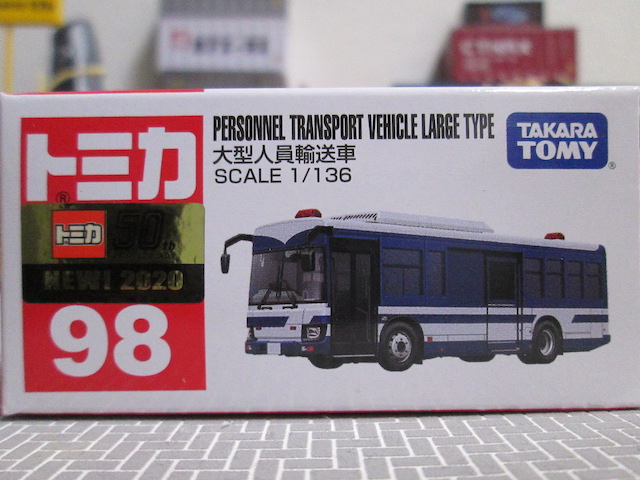 トミカ
®
トミカ 50th
NEW! 2020
98
PERSONNEL TRANSPORT VEHICLE LARGE TYPE
大型人員輸送車
SCALE 1/136
TAKARA
TOMY
®